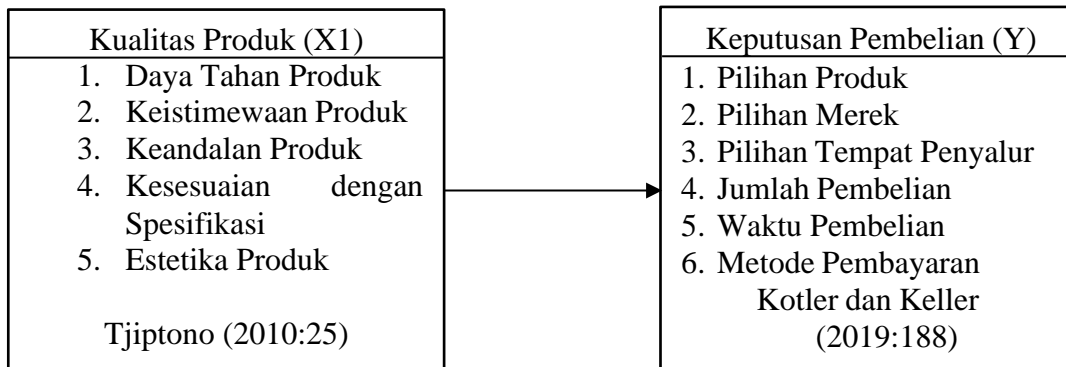 Kualitas Produk (X1)
1. Daya Tahan Produk
2. Keistimewaan Produk
3. Keandalan Produk
4. Kesesuaian dengan
Spesifikasi
5. Estetika Produk
Tjiptono (2010:25)
Keputusan Pembelian (Y)
1. Pilihan Produk
2. Pilihan Merek
3. Pilihan Tempat Penyalur
4. Jumlah Pembelian
5. Waktu Pembelian
6. Metode Pembayaran
Kotler dan Keller
(2019:188)